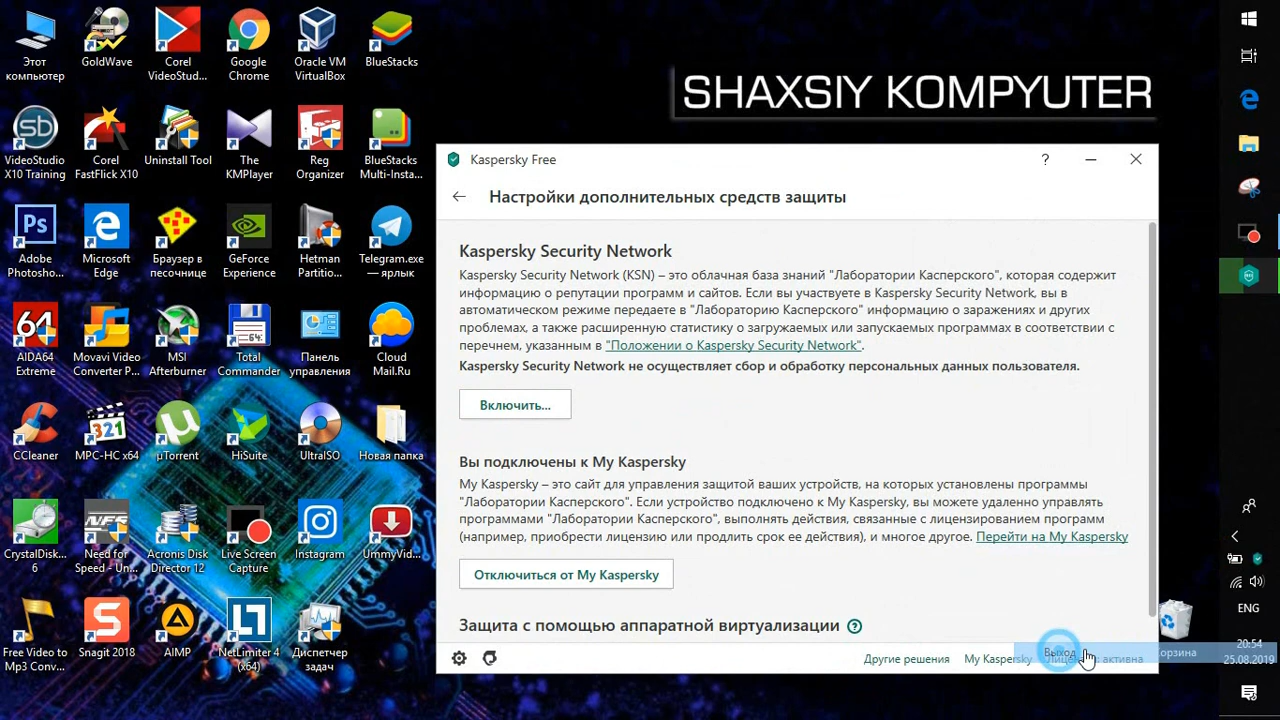 Этот
компьютер
GoldWave
Corel
VideoStud...
Google
Chrome
Oracle VM
VirtualBox
BlueStacks
VideoStudio
X10 Training
Corel
FastFlick X10
Uninstall Tool
The
KMPlayer
Reg
Organizer
BlueStacks
Multi-Insta...
Adobe
Photosho...
Microsoft
Edge
Браузер в
песочнице
GeForce
Experience
Hetman
Partitio...
Telegram.exe
— ярлык
64
AIDA64
Extreme
Movavi Video
Converter P...
MSI
Afterburner
Total
Commander
Панель
управления
Cloud
Mail.Ru
CCleaner
MPC-HC x64
µTorrent
HiSuite
UltraISO
Новая папка
CrystalDisk...
6
Need for
Speed - Un...
Acronis Disk
Director 12
Live Screen
Capture
Instagram
UmmyVid...
Free Video to
Mp3 Conv...
Snagit 2018
AIMP
NetLimiter 4
(x64)
Диспетчер
задач
SHAXSIY KOMPYUTER
Kaspersky Free
Настройки дополнительных средств защиты
Kaspersky Security Network
Kaspersky Security Network (KSN) – это облачная база знаний "Лаборатории Касперского", которая содержит
информацию о репутации программ и сайтов. Если вы участвуете в Kaspersky Security Network, вы в
автоматическом режиме передаете в "Лабораторию Касперского" информацию о заражениях и других
проблемах, а также расширенную статистику о загружаемых или запускаемых программах в соответствии с
перечнем, указанным в "Положении о Kaspersky Security Network".
Kaspersky Security Network не осуществляет сбор и обработку персональных данных пользователя.
Включить...
Вы подключены к My Kaspersky
My Kaspersky – это сайт для управления защитой ваших устройств, на которых установлены программы
"Лаборатории Касперского". Если устройство подключено к My Kaspersky, вы можете удаленно управлять
программами "Лаборатории Касперского", выполнять действия, связанные с лицензированием программ
(например, приобрести лицензию или продлить срок ее действия), и многое другое. Перейти на My Kaspersky
Отключиться от My Kaspersky
Защита с помощью аппаратной виртуализации
Другие решения
My Kaspersky
активна
Выход
Корзина
ENG
20:54
25.08.2019